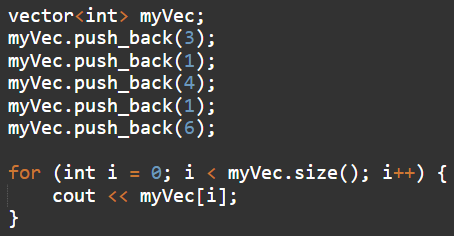 vector<int> myVec;
myVec.push_back(3);
myVec.push_back(1);
myVec.push_back(4);
myVec.push_back(1);
myVec.push_back(6);
for (int i = 0; i < myVec.size(); i++) {
    cout << myVec[i];
}